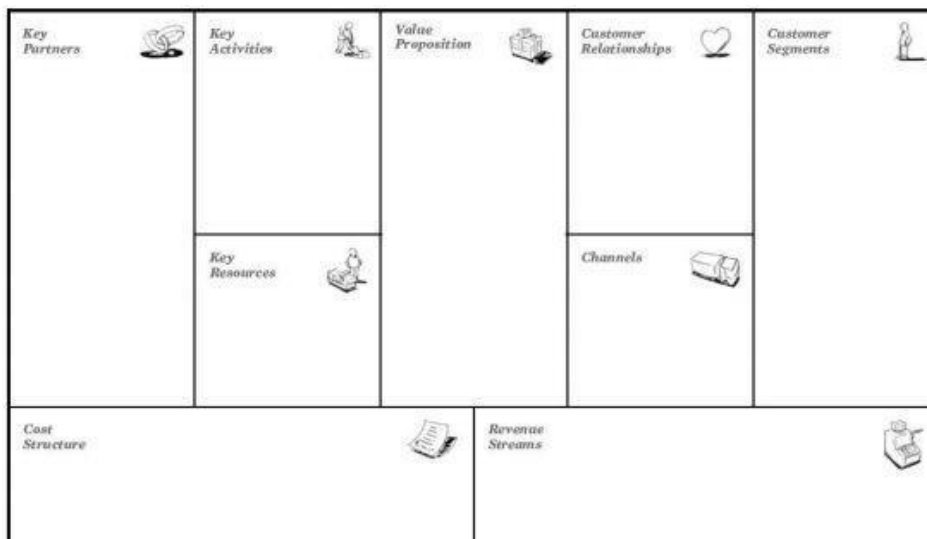 Key
Partners
Key
Activities
Value
Proposition
Customer
Relationships
Customer
Segments
Key
Resources
Channels
Cost
Structure
Revenue
Streams